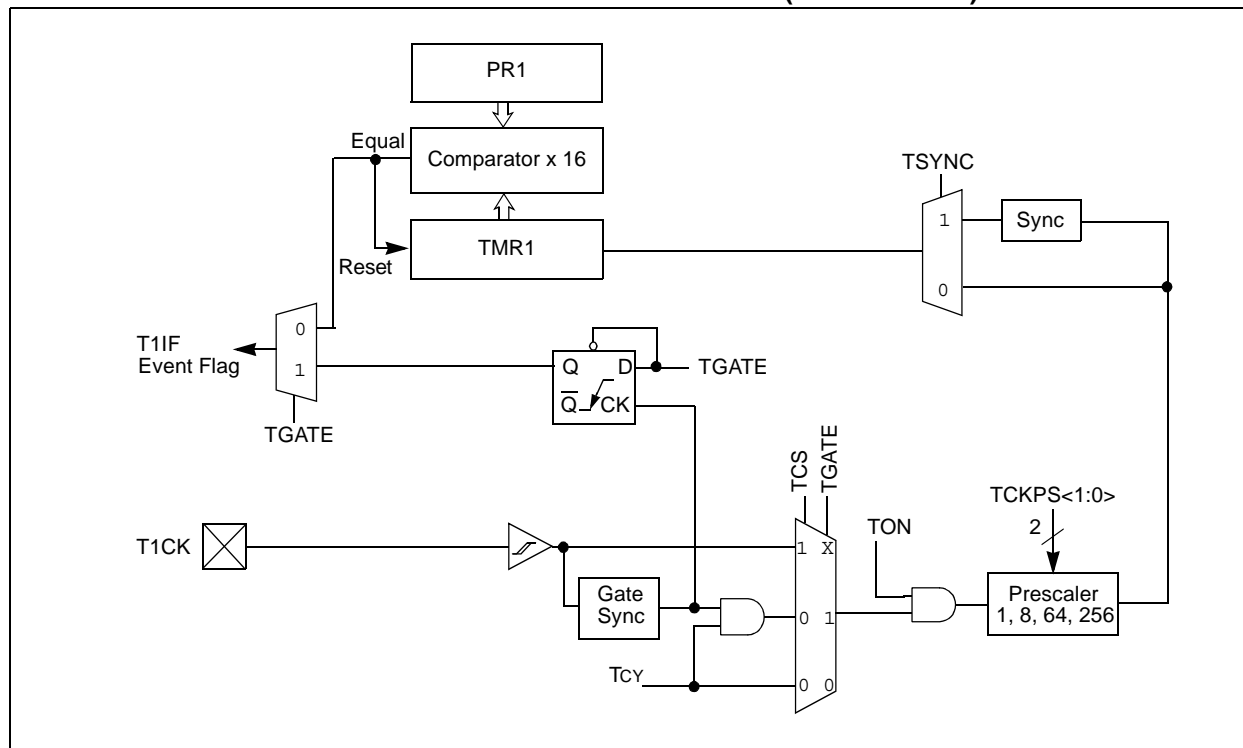 PR1
Equal
Comparator x 16
TSYNC
1
Sync
TMR1
Reset
0
0
T1IF
Event Flag
1
Q
D
TGATE
Q
CK
TGATE
TCS
TGATE
TCKPS<1:0>
2
TON
T1CK
1 X
Gate
Sync
0 1
Prescaler
1, 8, 64, 256
TCY
0 0